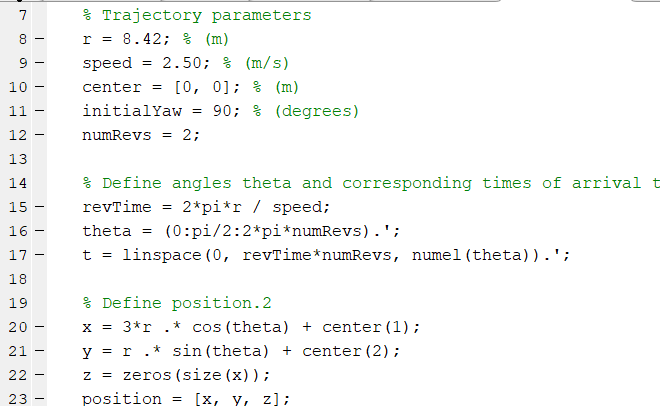 7 % Trajectory parameters
8 - r = 8.42; % (m)
9 - speed = 2.50; % (m/s)
10 - center = [0, 0]; % (m)
11 - initialYaw = 90; % (degrees)
12 - numRevs = 2;
13
14 % Define angles theta and corresponding times of arrival t
15 - revTime = 2*pi*r / speed;
16 - theta = (0:pi/2:2*pi*numRevs).';
17 - t = linspace(0, revTime*numRevs, numel(theta)).';
18
19 % Define position.2
20 - x = 3*r .* cos(theta) + center(1);
21 - y = r .* sin(theta) + center(2);
22 - z = zeros(size(x));
23 - position = [x, y, z];